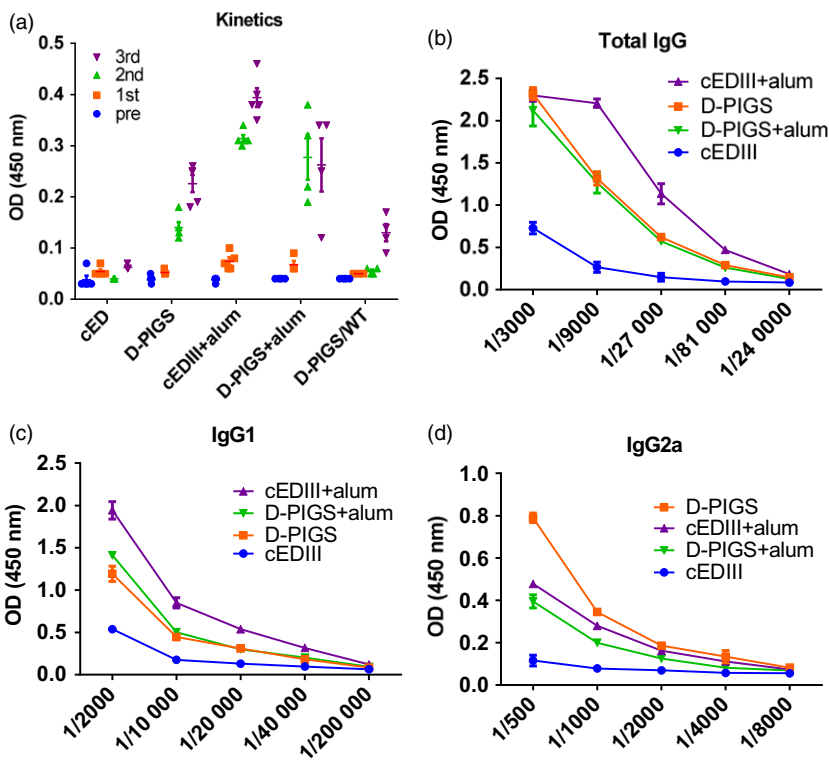 (a)
Kinetics
3rd
2nd
1st
pre
OD (450 nm)
0.5
0.4
0.3
0.2
0.1
0.0
cED
D-PIGS
cEDIII+alum
D-PIGS+alum
D-PIGS/WT
(b)
Total IgG
cEDIII+alum
D-PIGS
D-PIGS+alum
cEDIII
OD (450 nm)
2.5
2.0
1.5
1.0
0.5
0.0
1/3000
1/9000
1/27 000
1/81 000
1/24 0000
(c)
IgG1
cEDIII+alum
D-PIGS+alum
D-PIGS
cEDIII
OD (450 nm)
2.5
2.0
1.5
1.0
0.5
0.0
1/2000
1/10 000
1/20 000
1/40 000
1/200 000
(d)
IgG2a
D-PIGS
cEDIII+alum
D-PIGS+alum
cEDIII
OD (450 nm)
1.0
0.8
0.6
0.4
0.2
0.0
1/500
1/1000
1/2000
1/4000
1/8000